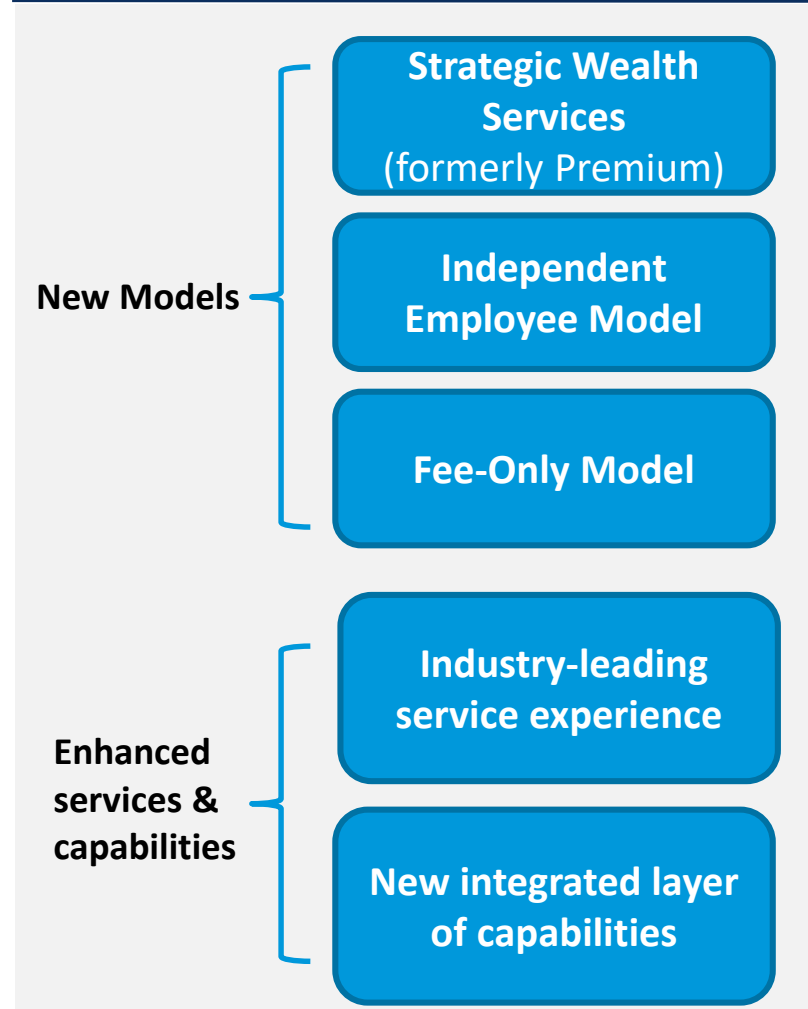 Strategic Wealth
Services
(formerly Premium)
New Models
Independent
Employee Model
Fee-Only Model
Enhanced
services &
capabilities
Industry-leading
service experience
New integrated layer
of capabilities